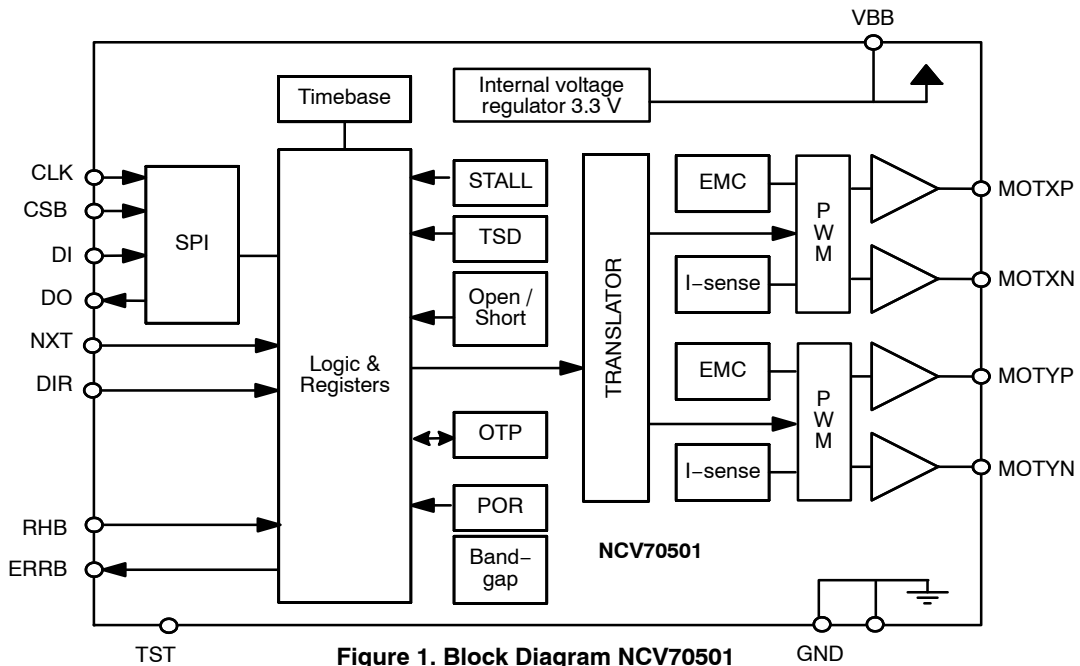 VBB
Timebase
Internal voltage
regulator 3.3 V
CLK
CSB
DI
DO
NXT
DIR
RHB
ERRB
SPI
Logic &
Registers
STALL
TSD
Open /
Short
OTP
POR
Band–
gap
TRANSLATOR
EMC
I–sense
P
W
M
EMC
I–sense
P
W
M
MOTXP
MOTXN
MOTYP
MOTYN
NCV70501
TST
GND
Figure 1. Block Diagram NCV70501